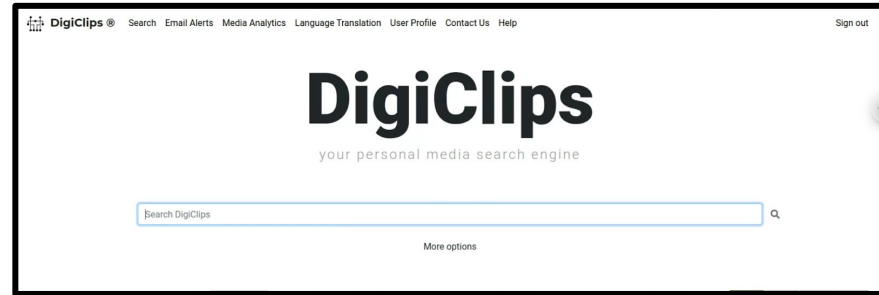 DigiClips ® Search Email Alerts Media Analytics Language Translation User Profile Contact Us Help Sign out
DigiClips
your personal media search engine
Search DigiClips
More options